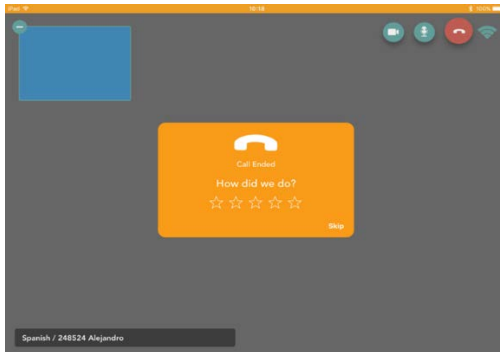 iPad 10:16 100%
Call Ended
How did we do?
Skip
Spanish / 248524 Alejandro